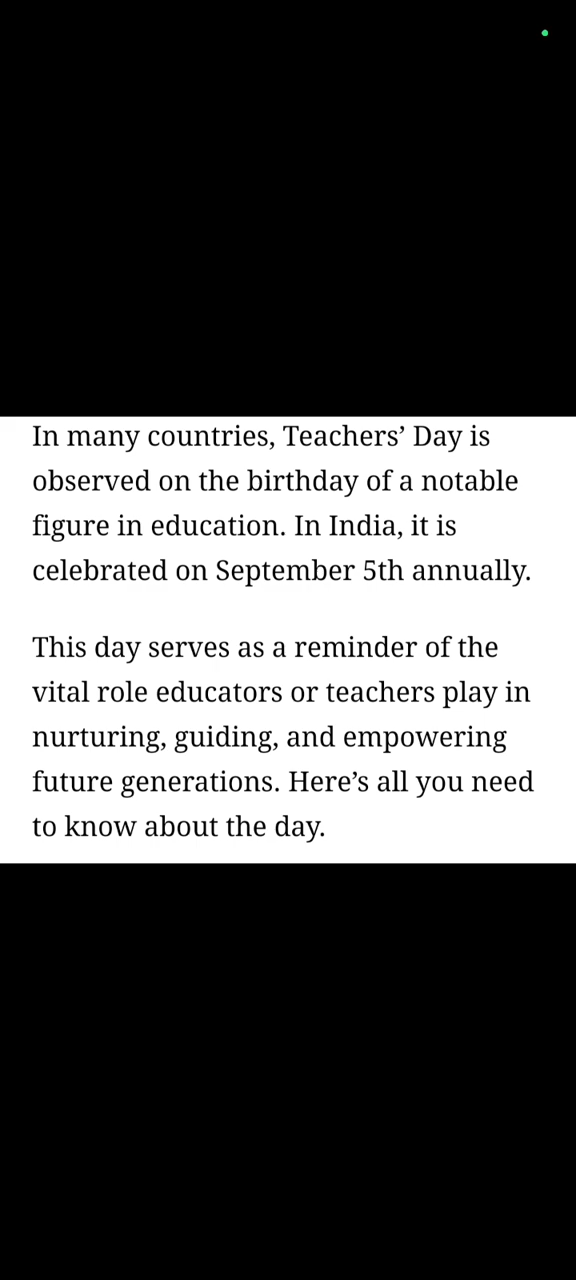 In many countries, Teachers’ Day is
observed on the birthday of a notable
figure in education. In India, it is
celebrated on September 5th annually.
This day serves as a reminder of the
vital role educators or teachers play in
nurturing, guiding, and empowering
future generations. Here’s all you need
to know about the day.